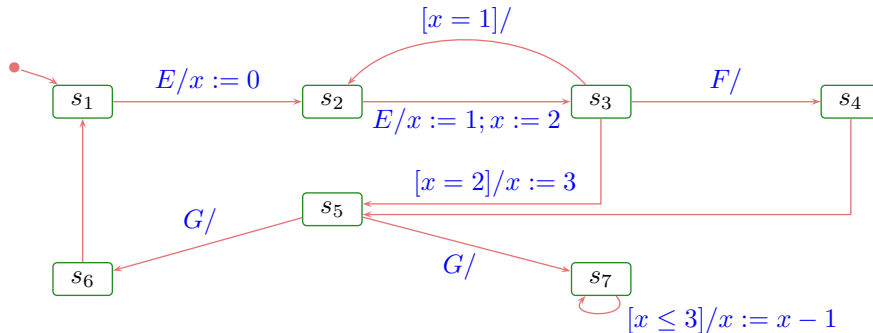 [x = 1]/
E/x := 0
F/
s₁
s₂
s₃
s₄
E/x := 1; x := 2
[x = 2]/x := 3
s₅
G/
G/
s₆
s₇
[x ≤ 3]/x := x − 1